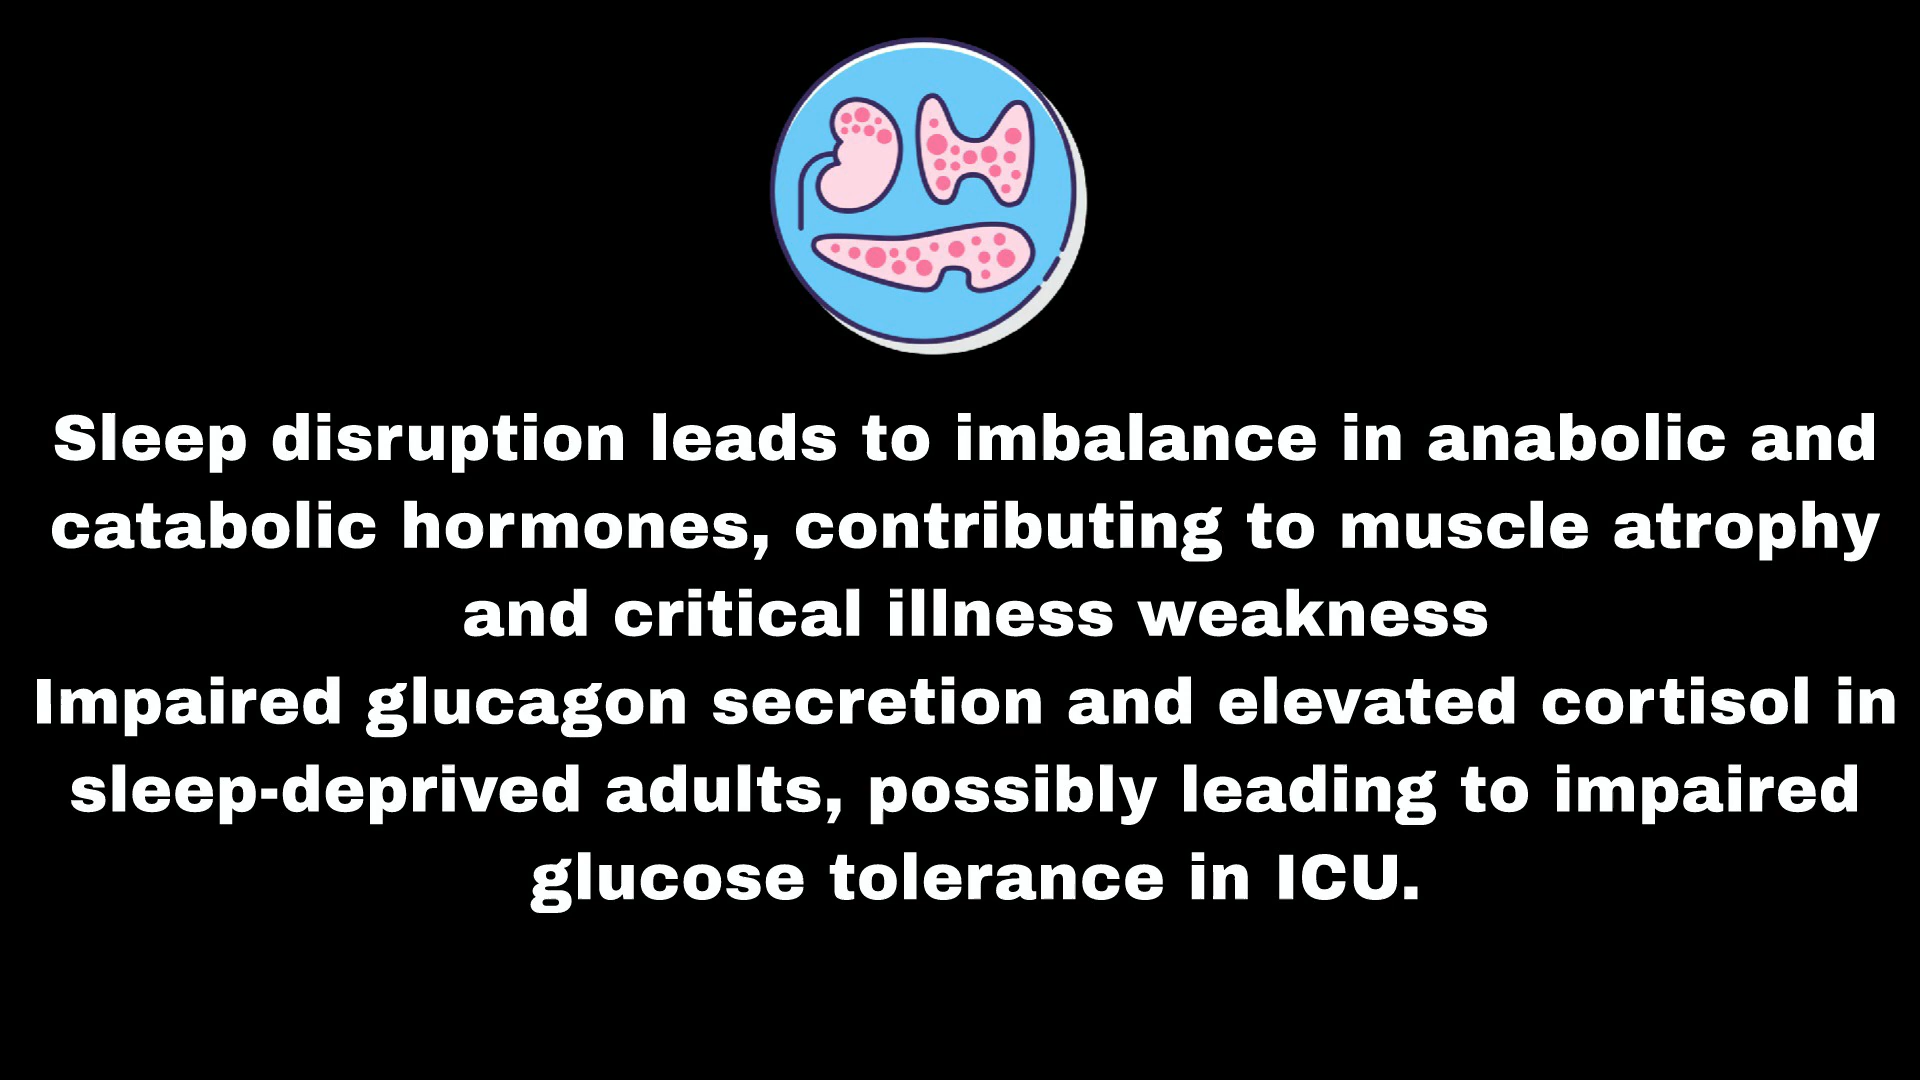 Sleep disruption leads to imbalance in anabolic and
catabolic hormones, contributing to muscle atrophy
and critical illness weakness
Impaired glucagon secretion and elevated cortisol in
sleep-deprived adults, possibly leading to impaired
glucose tolerance in ICU.